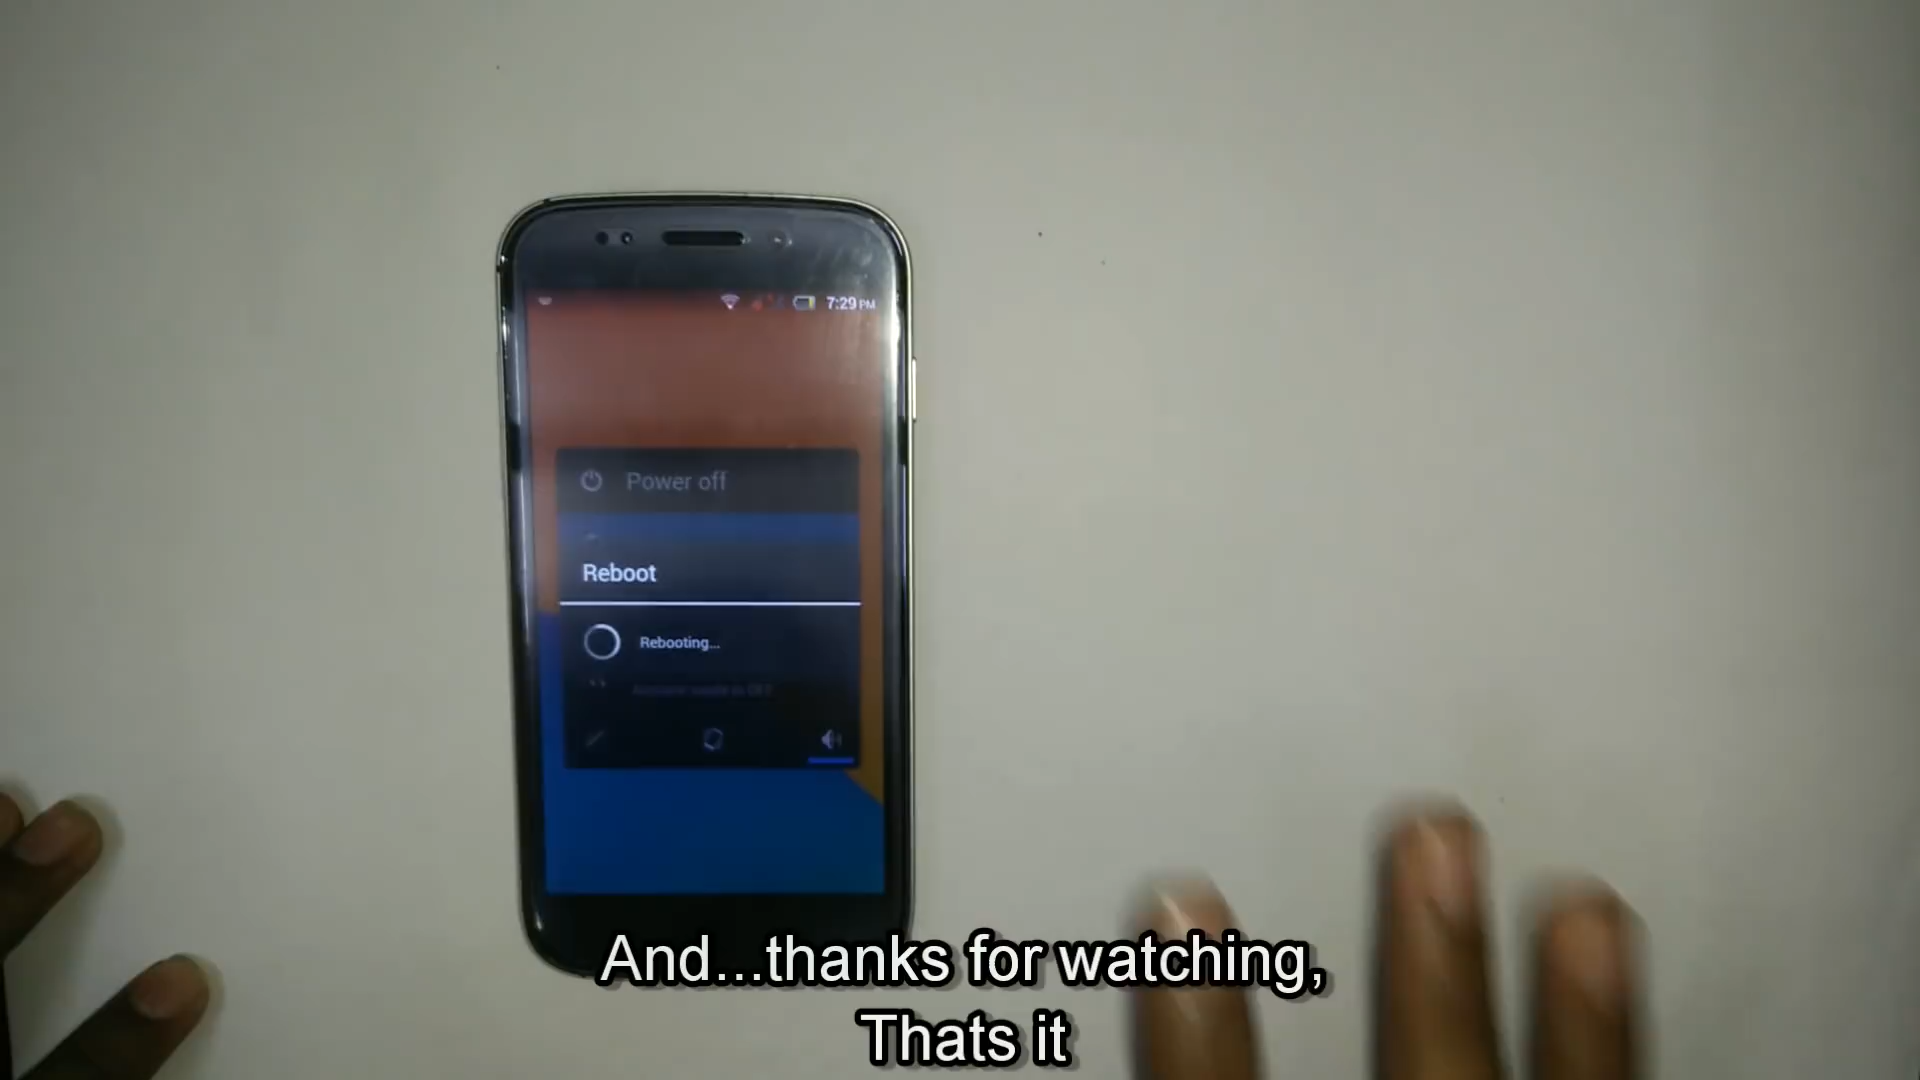 7:29 PM
Power off
Reboot
Rebooting...
And...thanks for watching,
Thats it